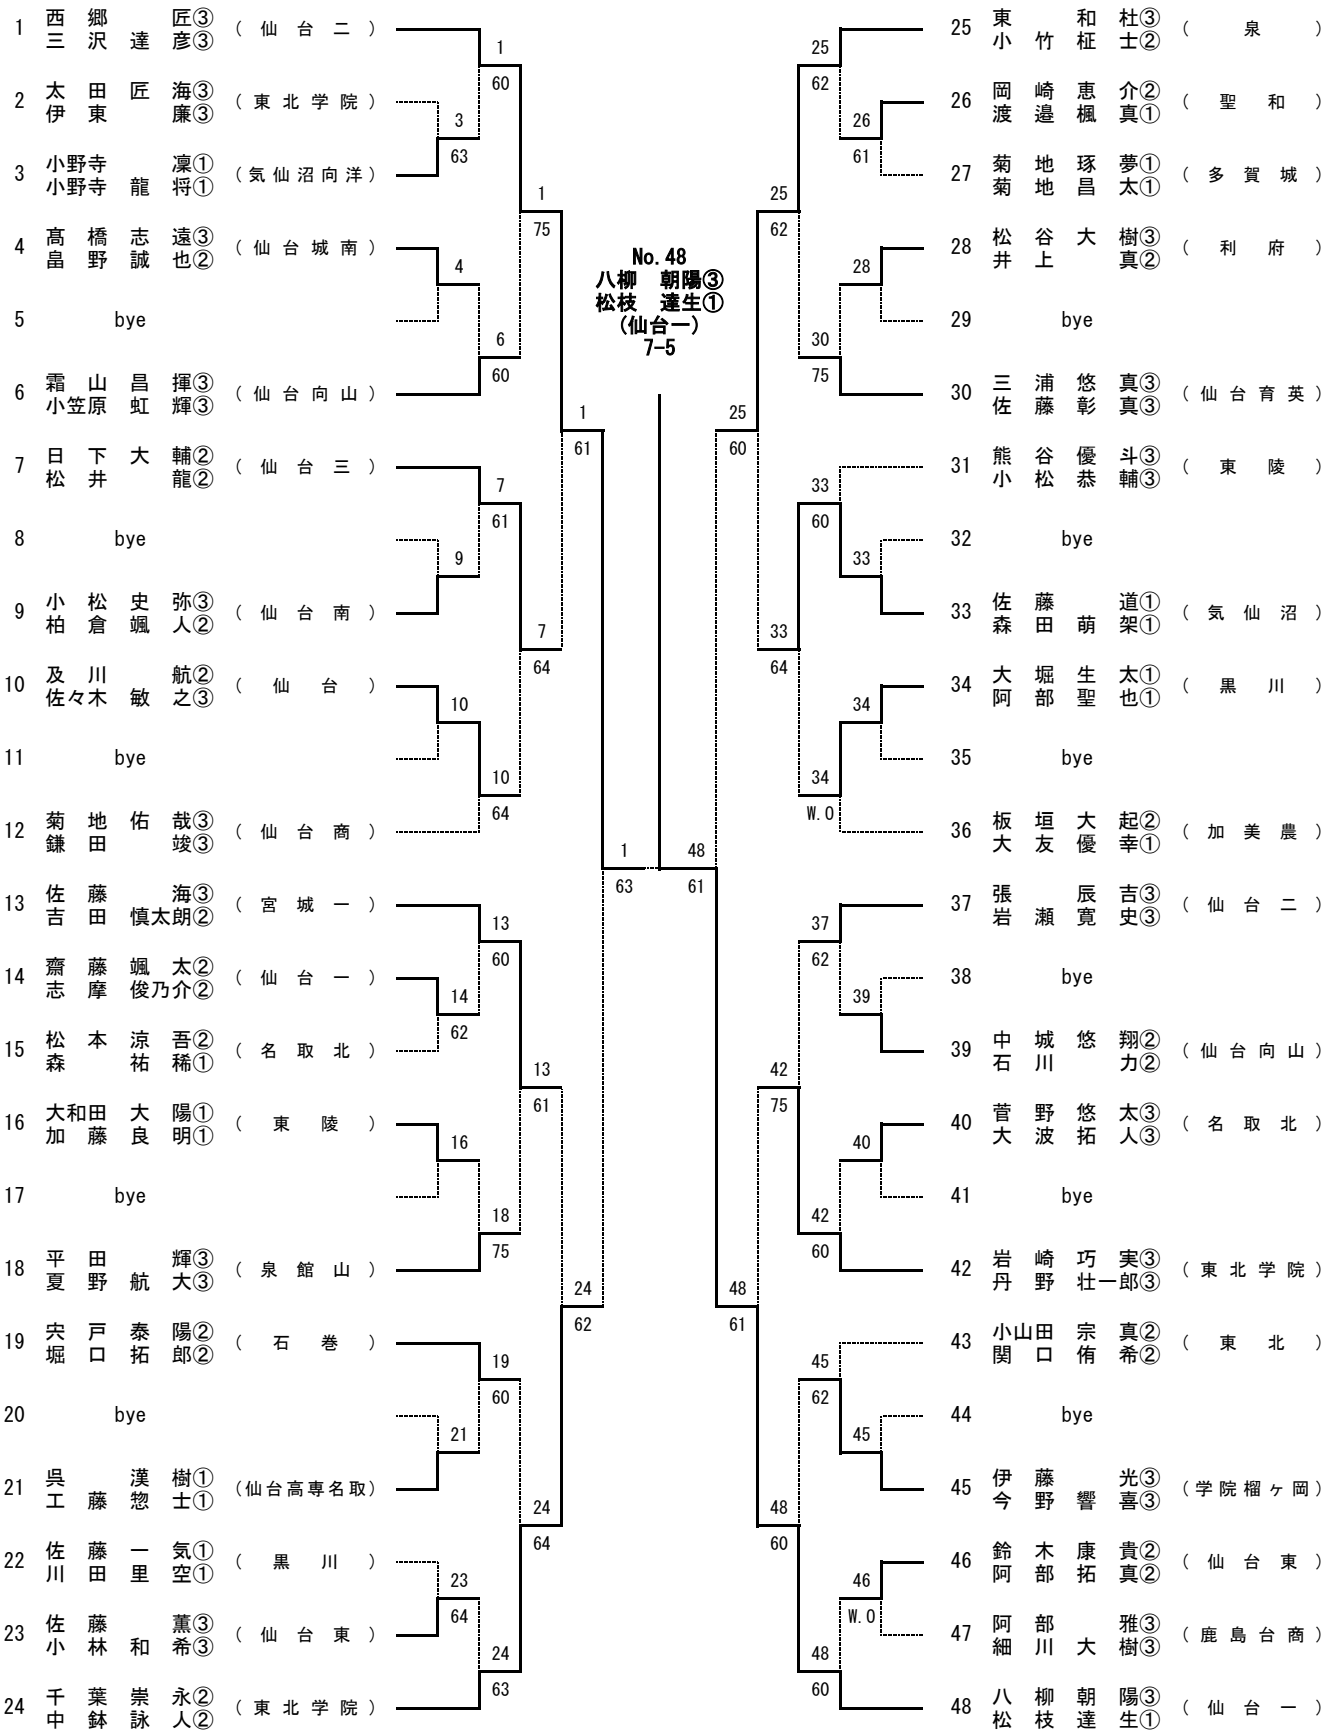 1 西郷 匠③ (仙台二)
三沢達彦③
2 太田匠海③ (東北学院)
伊東 廉③
3 小野寺 凜① (気仙沼向洋)
小野寺龍将①
4 髙橋志遠③ (仙台城南)
畠野誠也②
5 bye
6 霜山昌揮③ (仙台向山)
小笠原虹輝③
7 日下大輔② (仙台三)
松井 龍②
8 bye
9 小松史弥③ (仙台南)
柏倉颯人②
10 及川 航② (仙台)
佐々木敏之③
11 bye
12 菊地佑哉③ (仙台商)
鎌田 竣③
13 佐藤 海③ (宮城一)
吉田慎太朗②
14 齋藤颯太② (仙台一)
志摩俊乃介②
15 松本涼吾② (名取北)
森 祐稀①
16 大和田大陽① (東陵)
加藤良明①
17 bye
18 平田 輝③ (泉館山)
夏野航大③
19 宍戸泰陽② (石巻)
堀口拓郎②
20 bye
21 呉 漢樹① (仙台高専名取)
工藤惣士①
22 佐藤一気① (黒川)
川田里空①
23 佐藤 薫③ (仙台東)
小林和希③
24 千葉崇永② (東北学院)
中鉢詠人②
3
63
4
9
10
14
62
16
21
23
64
1
60
6
60
7
61
10
64
13
60
18
75
19
60
24
63
1
75
7
64
13
61
24
64
1
61
24
62
1
63
No.48
八柳 朝陽③
松枝 達生①
(仙台一)
7-5
48
61
25
60
48
61
25
62
33
64
42
75
48
60
25
62
30
75
33
60
34
W.O
37
62
42
60
45
62
48
60
26
61
28
33
34
39
40
45
46
W.O
25 東 和杜③ (泉)
小竹柾士②
26 岡崎恵介② (聖和)
渡邉楓真①
27 菊地琢夢① (多賀城)
菊地昌太①
28 松谷大樹③ (利府)
井上 真②
29 bye
30 三浦悠真③ (仙台育英)
佐藤彰真③
31 熊谷優斗③ (東陵)
小松恭輔③
32 bye
33 佐藤 道① (気仙沼)
森田萌架①
34 大堀生太① (黒川)
阿部聖也①
35 bye
36 板垣大起② (加美農)
大友優幸①
37 張 辰吉③ (仙台二)
岩瀬寛史③
38 bye
39 中城悠翔② (仙台向山)
石川 力②
40 菅野悠太③ (名取北)
大波拓人③
41 bye
42 岩崎巧実③ (東北学院)
丹野壮一郎③
43 小山田宗真② (東北)
関口侑希②
44 bye
45 伊藤 光③ (学院榴ヶ岡)
今野響喜③
46 鈴木康貴② (仙台東)
阿部拓真②
47 阿部 雅③ (鹿島台商)
細川大樹③
48 八柳朝陽③ (仙台一)
松枝達生①